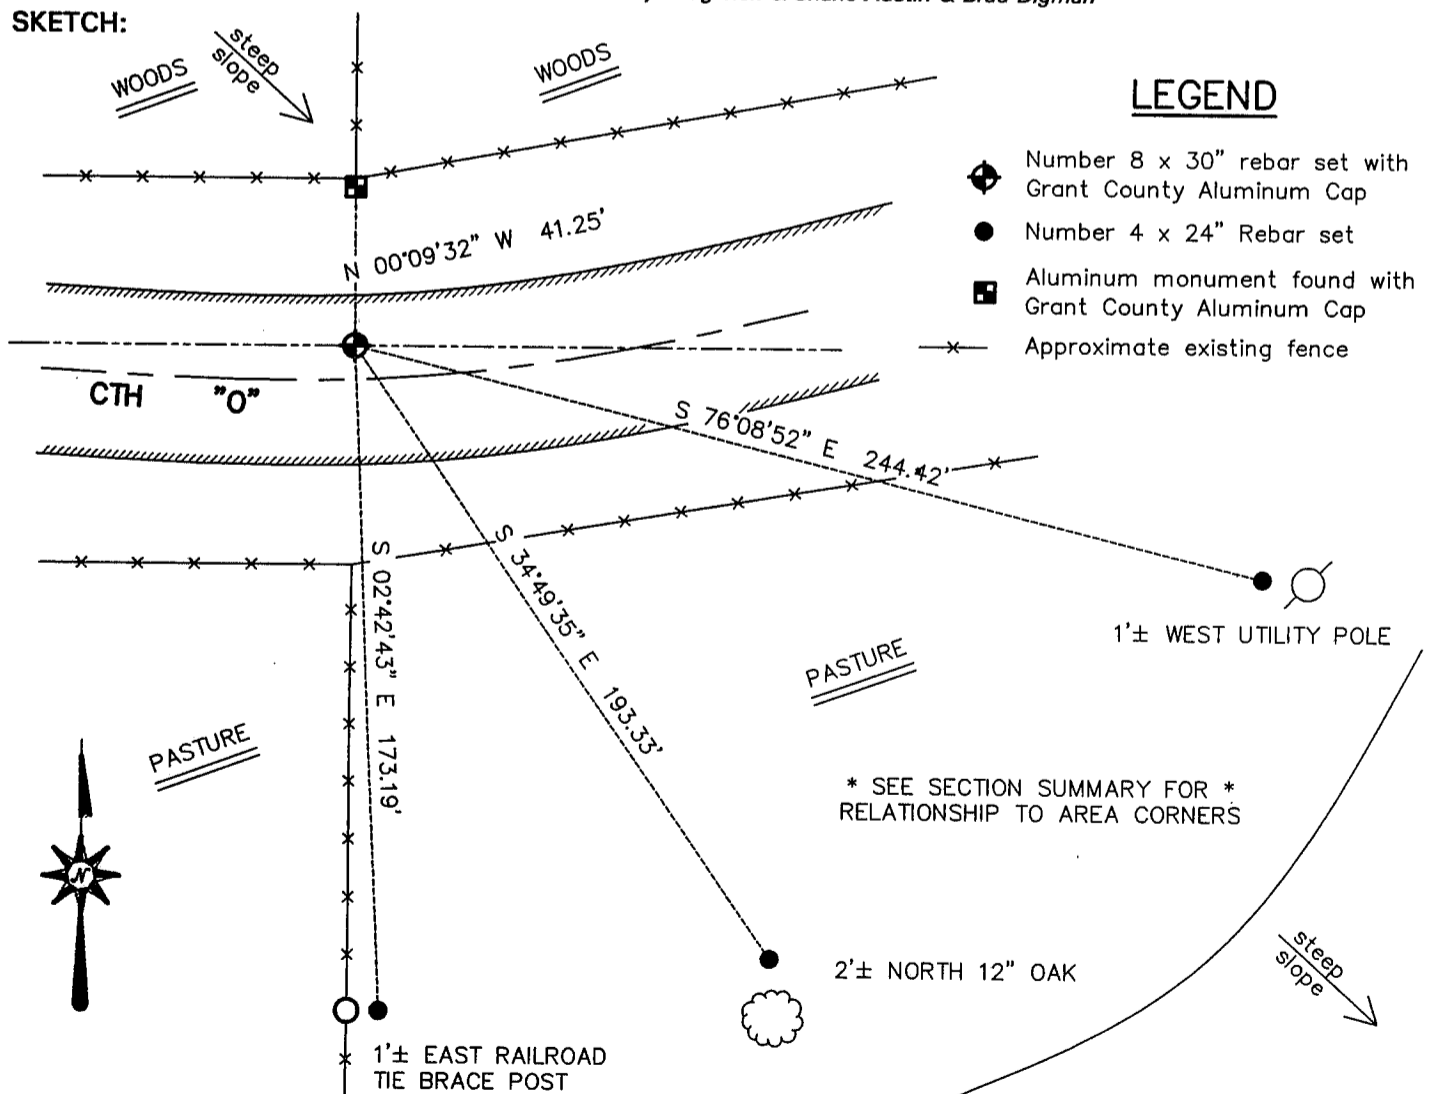 SKETCH:
steep
slope
WOODS
WOODS
LEGEND
Number 8 x 30" rebar set with
Grant County Aluminum Cap
Number 4 x 24" Rebar set
Aluminum monument found with
Grant County Aluminum Cap
Approximate existing fence
N 00°09'32" W 41.25'
CTH "O"
S 76°08'52" E 244.42'
S 34°49'35" E 193.33'
S 02°42'43" E 173.19'
1'± WEST UTILITY POLE
PASTURE
PASTURE
* SEE SECTION SUMMARY FOR *
RELATIONSHIP TO AREA CORNERS
N
2'± NORTH 12" OAK
steep
slope
1'± EAST RAILROAD
TIE BRACE POST